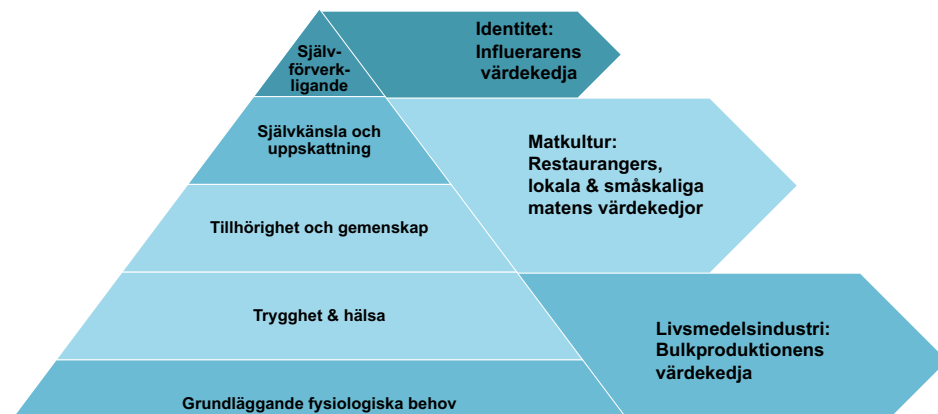 Själv-
förverk-
ligande
Identitet:
Influerarens
värdekedja
Självkänsla och
uppskattning
Matkultur:
Restaurangers,
lokala & småskaliga
matens värdekedjor
Tillhörighet och gemenskap
Trygghet & hälsa
Livsmedelsindustri:
Bulkproduktionens
värdekedja
Grundläggande fysiologiska behov